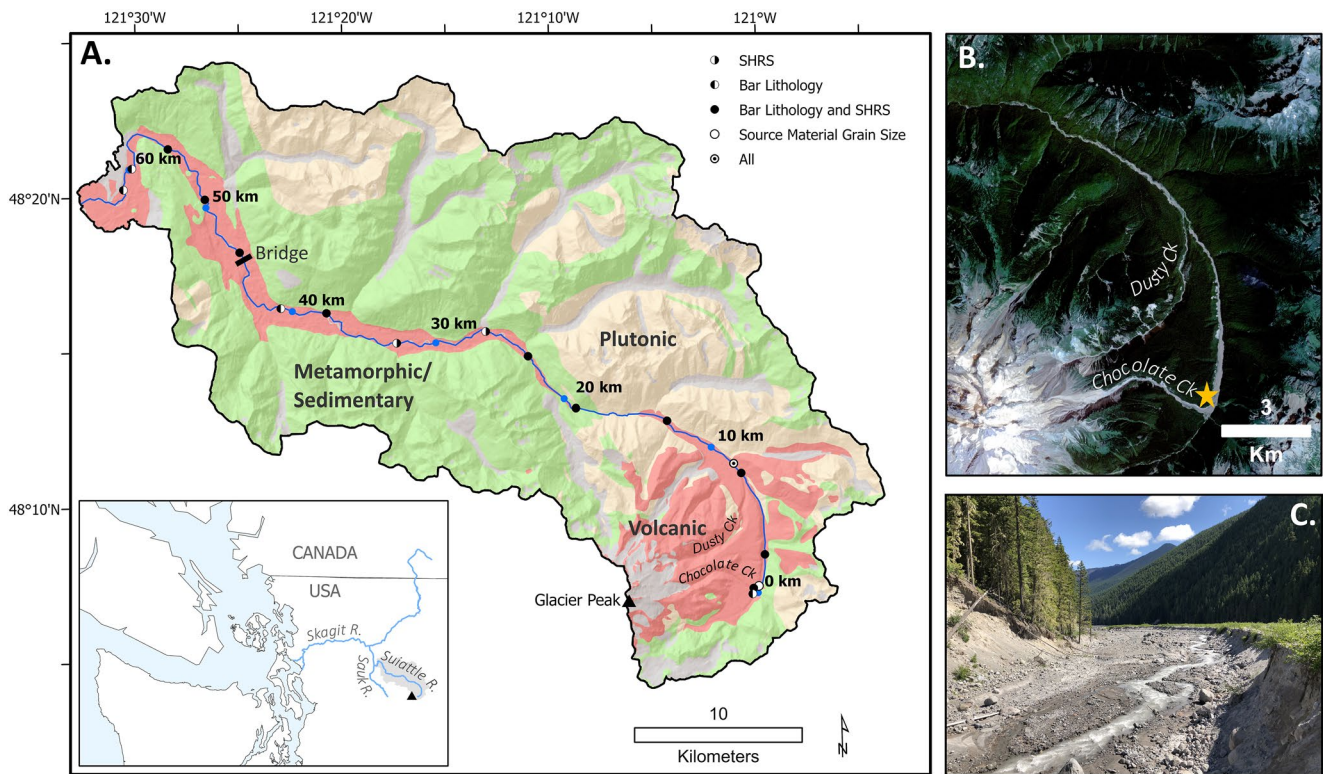 121°30'W
121°20'W
121°10'W
121°0'W
A.
SHRS
Bar Lithology
Bar Lithology and SHRS
Source Material Grain Size
All
48°20'N
48°10'N
60 km
50 km
Bridge
40 km
30 km
20 km
10 km
0 km
Plutonic
Metamorphic/
Sedimentary
Volcanic
Dusty Ck
Chocolate Ck
Glacier Peak
CANADA
USA
Skagit R.
Sauk R.
Suiattle R.
10
Kilometers
N
B.
Dusty Ck
Chocolate Ck
3
Km
C.